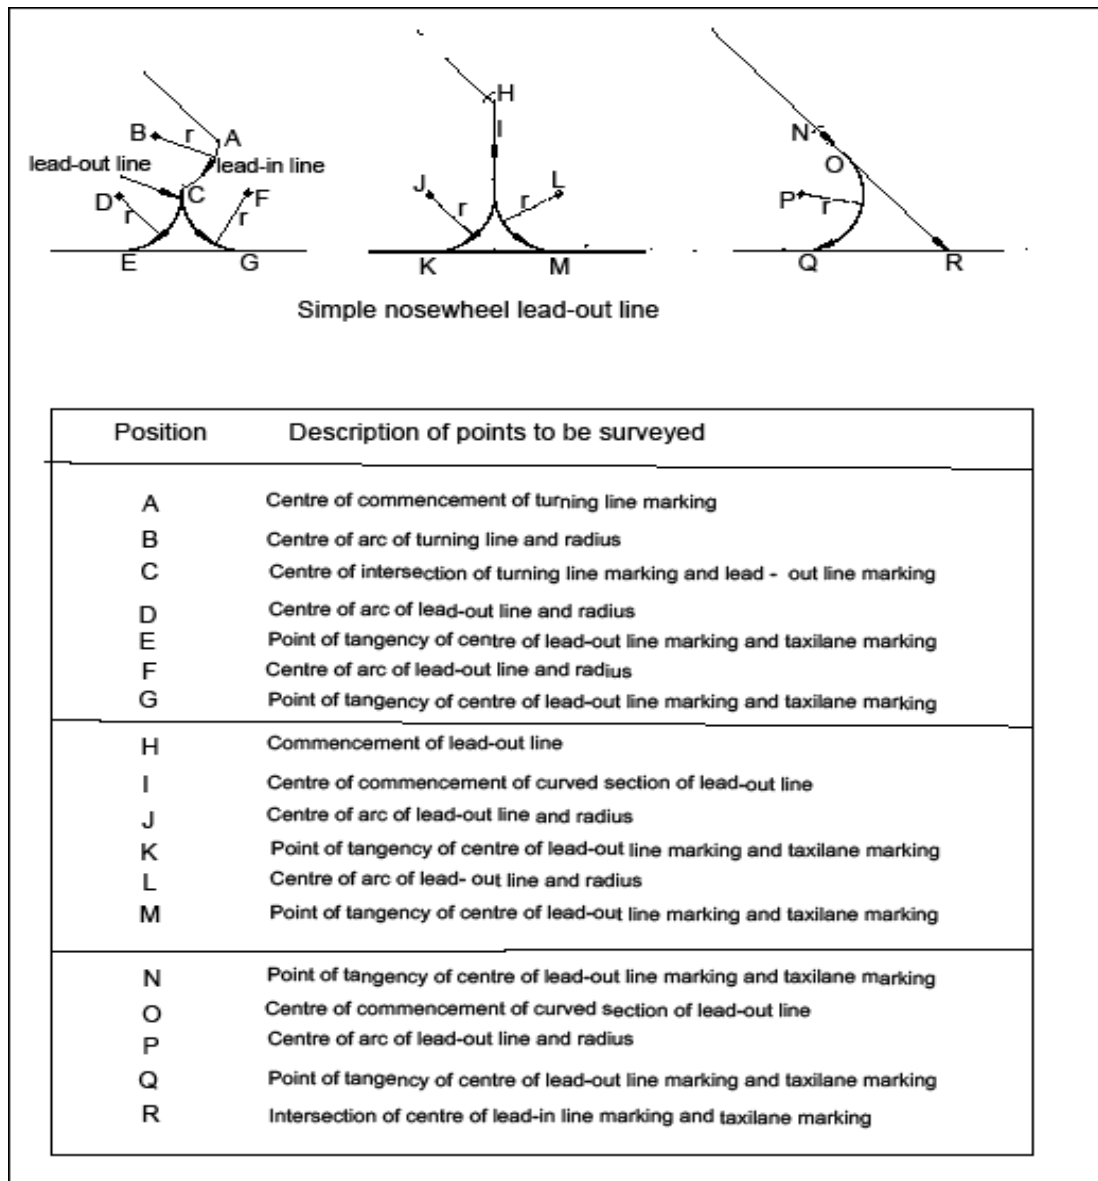 H
N
B r A
O
I
lead-out line lead-in line
D C F J L P
r r r r r
E G K M Q R
Simple nosewheel lead-out line
Position Description of points to be surveyed
A Centre of commencement of turning line marking
B Centre of arc of turning line and radius
C Centre of intersection of turning line marking and lead - out line marking
D Centre of arc of lead-out line and radius
E Point of tangency of centre of lead-out line marking and taxilane marking
F Centre of arc of lead-out line and radius
G Point of tangency of centre of lead-out line marking and taxilane marking
H Commencement of lead-out line
I Centre of commencement of curved section of lead-out line
J Centre of arc of lead-out line and radius
K Point of tangency of centre of lead-out line marking and taxilane marking
L Centre of arc of lead- out line and radius
M Point of tangency of centre of lead-out line marking and taxilane marking
N Point of tangency of centre of lead-out line marking and taxilane marking
O Centre of commencement of curved section of lead-out line
P Centre of arc of lead-out line and radius
Q Point of tangency of centre of lead-out line marking and taxilane marking
R Intersection of centre of lead-in line marking and taxilane marking